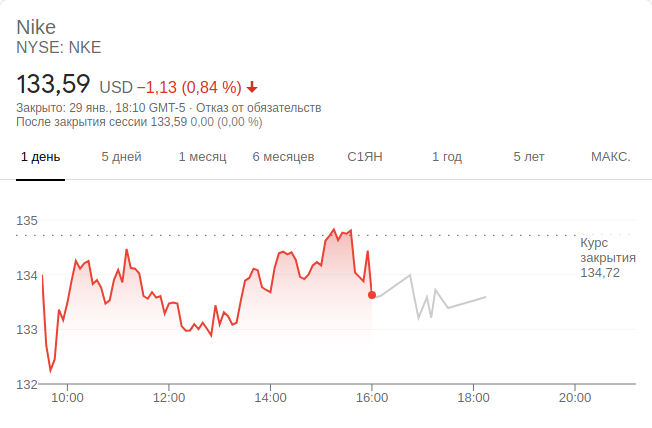 Nike
NYSE: NKE
133,59 USD −1,13 (0,84 %)
Закрыто: 29 янв., 18:10 GMT-5 · Отказ от обязательств
После закрытия сессии 133,59 0,00 (0,00 %)
1 день 5 дней 1 месяц 6 месяцев С1ЯН 1 год 5 лет МАКС.
135
Курс
закрытия
134,72
134
133
132
10:00 12:00 14:00 16:00 18:00 20:00